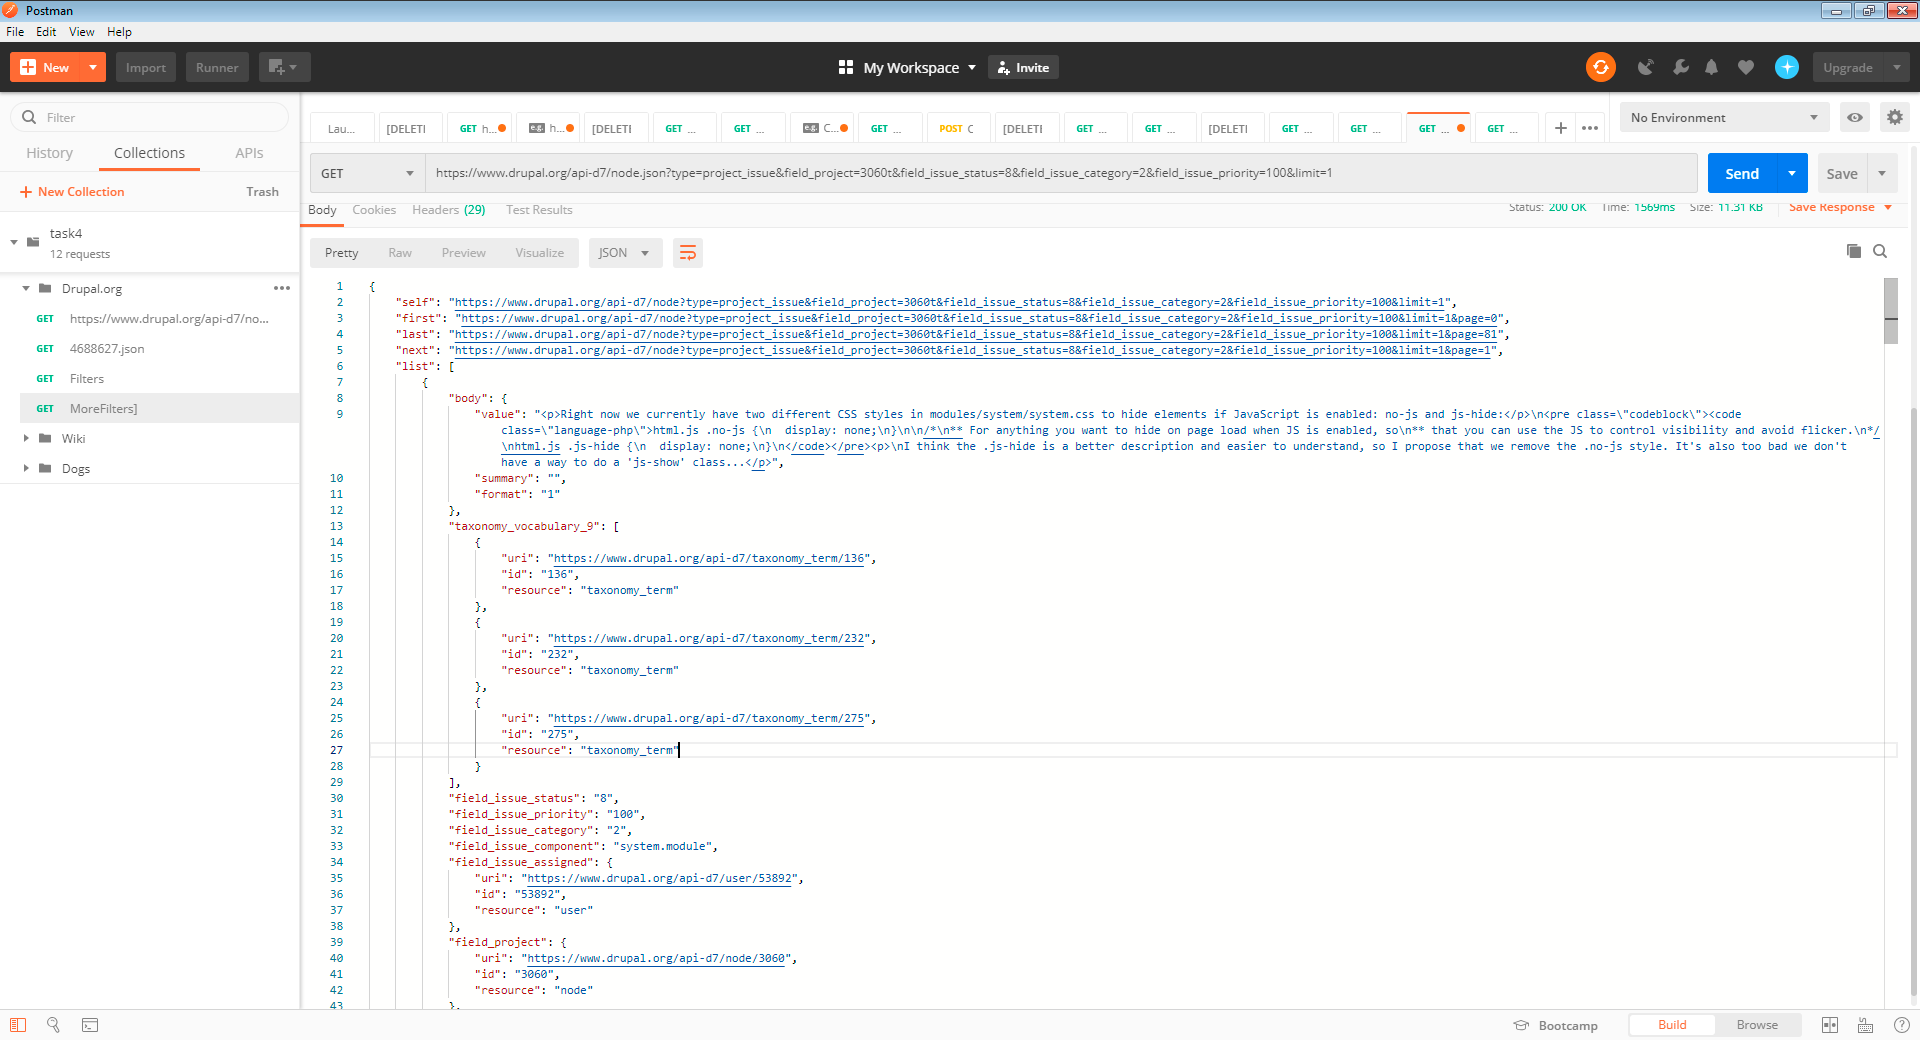 Postman
File Edit View Help
New Import Runner My Workspace Invite Upgrade
Filter
History Collections APIs
New Collection Trash
task4
12 requests
Drupal.org
GET https://www.drupal.org/api-d7/no...
GET 4688627.json
GET Filters
GET MoreFilters]
Wiki
Dogs
Lau... [DELETI GET h... e.g. h... [DELETI GET ... GET ... e.g. C... GET ... POST C [DELETI GET ... GET ... [DELETI GET ... GET ... GET ... GET ... No Environment
GET https://www.drupal.org/api-d7/node.json?type=project_issue&field_project=3060t&field_issue_status=8&field_issue_category=2&field_issue_priority=100&limit=1 Send Save
Body Cookies Headers (29) Test Results Status: 200 OK Time: 1569ms Size: 11.31 KB Save Response
Pretty Raw Preview Visualize JSON
1 {
2 "self": "https://www.drupal.org/api-d7/node?type=project_issue&field_project=3060t&field_issue_status=8&field_issue_category=2&field_issue_priority=100&limit=1",
3 "first": "https://www.drupal.org/api-d7/node?type=project_issue&field_project=3060t&field_issue_status=8&field_issue_category=2&field_issue_priority=100&limit=1&page=0",
4 "last": "https://www.drupal.org/api-d7/node?type=project_issue&field_project=3060t&field_issue_status=8&field_issue_category=2&field_issue_priority=100&limit=1&page=81",
5 "next": "https://www.drupal.org/api-d7/node?type=project_issue&field_project=3060t&field_issue_status=8&field_issue_category=2&field_issue_priority=100&limit=1&page=1",
6 "list": [
7 {
8 "body": {
9 "value": "<p>Right now we currently have two different CSS styles in modules/system/system.css to hide elements if JavaScript is enabled: no-js and js-hide:</p>\n<pre class=\"codeblock\"><code
class=\"language-php\">html.js .no-js {\n  display: none;\n}\n\n/*\n** For anything you want to hide on page load when JS is enabled, so\n** that you can use the JS to control visibility and avoid flicker.\n*/
\nhtml.js .js-hide {\n  display: none;\n}\n</code></pre><p>\nI think the .js-hide is a better description and easier to understand, so I propose that we remove the .no-js style. It's also too bad we don't
have a way to do a 'js-show' class...</p>",
10 "summary": "",
11 "format": "1"
12 },
13 "taxonomy_vocabulary_9": [
14 {
15 "uri": "https://www.drupal.org/api-d7/taxonomy_term/136",
16 "id": "136",
17 "resource": "taxonomy_term"
18 },
19 {
20 "uri": "https://www.drupal.org/api-d7/taxonomy_term/232",
21 "id": "232",
22 "resource": "taxonomy_term"
23 },
24 {
25 "uri": "https://www.drupal.org/api-d7/taxonomy_term/275",
26 "id": "275",
27 "resource": "taxonomy_term"
28 }
29 ],
30 "field_issue_status": "8",
31 "field_issue_priority": "100",
32 "field_issue_category": "2",
33 "field_issue_component": "system.module",
34 "field_issue_assigned": {
35 "uri": "https://www.drupal.org/api-d7/user/53892",
36 "id": "53892",
37 "resource": "user"
38 },
39 "field_project": {
40 "uri": "https://www.drupal.org/api-d7/node/3060",
41 "id": "3060",
42 "resource": "node"
43 },
Bootcamp Build Browse